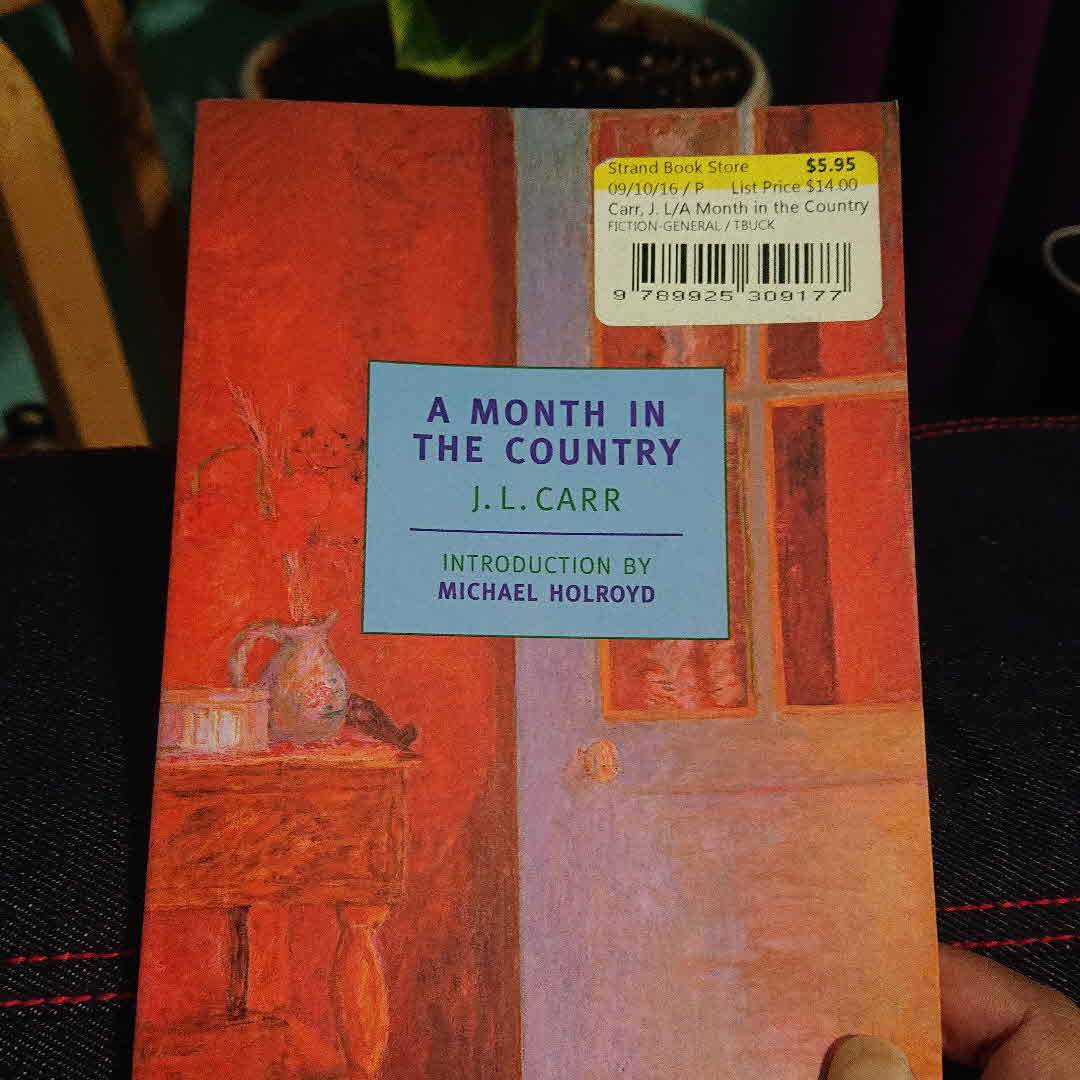 Strand Book Store $5.95
09/10/16 / P List Price $14.00
Carr, J. L/A Month in the Country
FICTION-GENERAL / TBUCK
9 789925 309177
A MONTH IN
THE COUNTRY
J. L. CARR
INTRODUCTION BY
MICHAEL HOLROYD